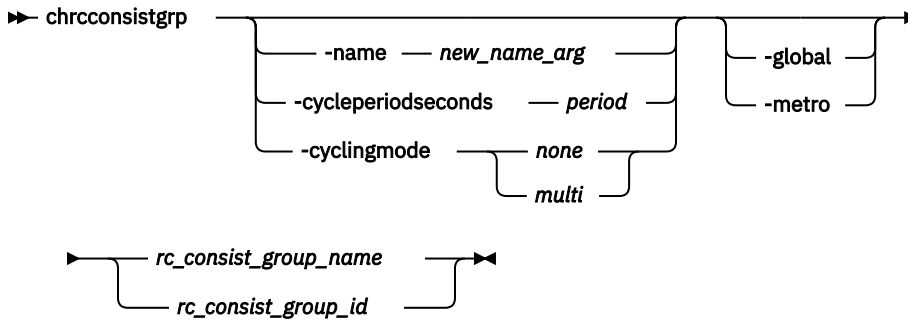 chrcconsistgrp
-name new_name_arg
-global
-cycleperiodseconds period
-metro
-cyclingmode none
multi
rc_consist_group_name
rc_consist_group_id